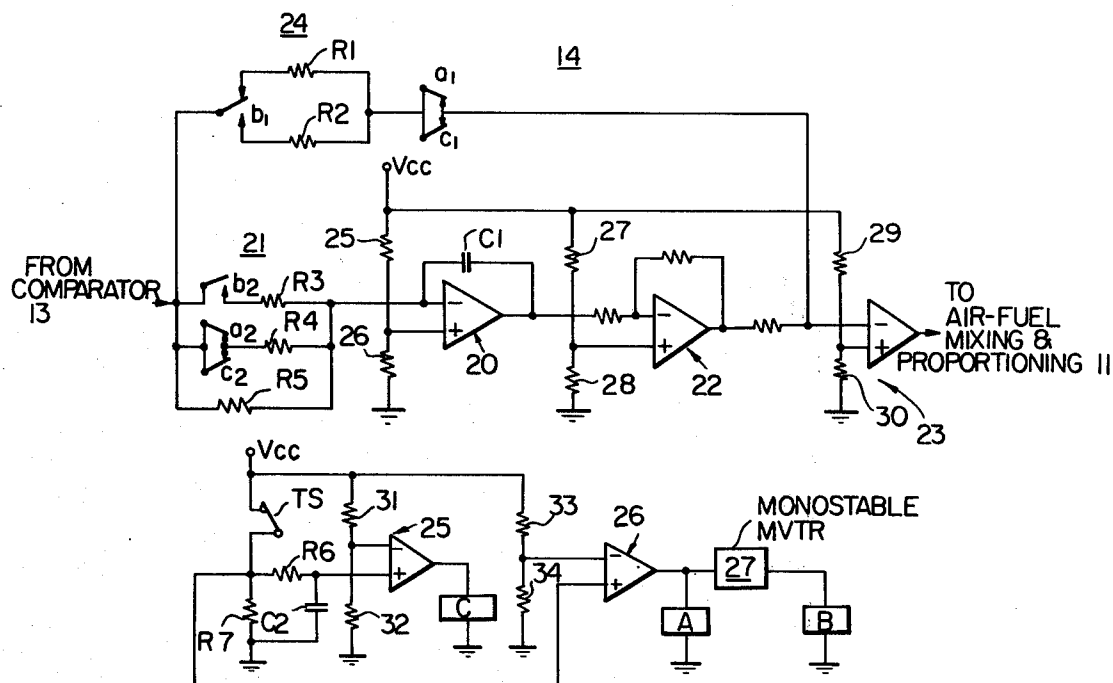 24
14
R1
a1
b1
R2
c1
Vcc
25
C1
27
29
21
FROM
COMPARATOR
13
b2
R3
a2
R4
c2
R5
26
−
+
20
−
+
28
22
−
+
30
23
TO
AIR-FUEL
MIXING &
PROPORTIONING 11
Vcc
TS
31
25
33
26
MONOSTABLE
MVTR
R6
−
+
34
−
+
27
R7
C2
32
C
A
B